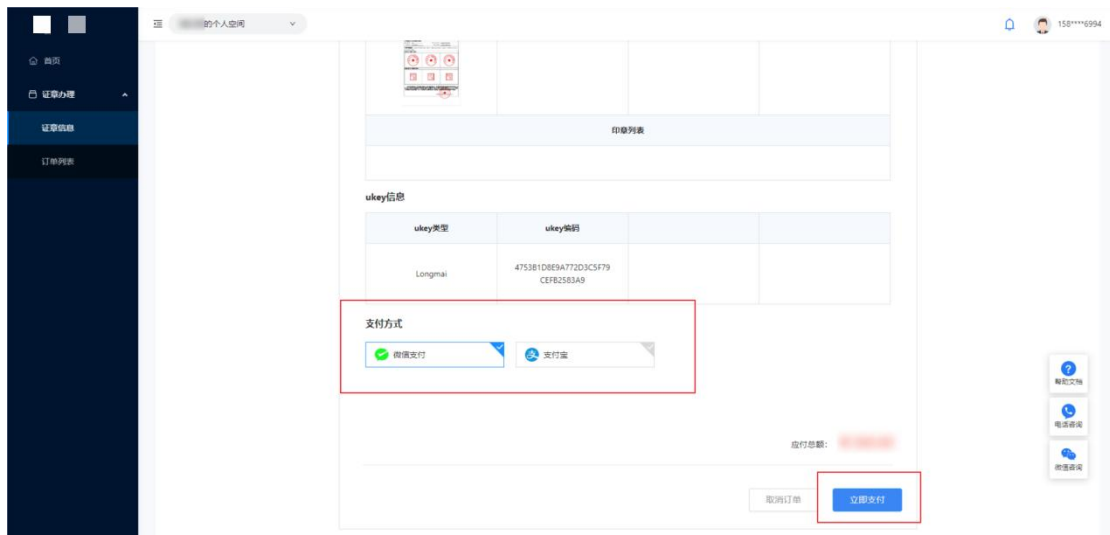 的个人空间
158****6994
首页
证章办理
证章信息
订单列表
印章列表
ukey信息
ukey类型
ukey编码
Longmai
4753B1D8E9A772D3C5F79
CEFB2583A9
支付方式
微信支付
支付宝
帮助文档
电话咨询
微信咨询
应付总额:
取消订单
立即支付